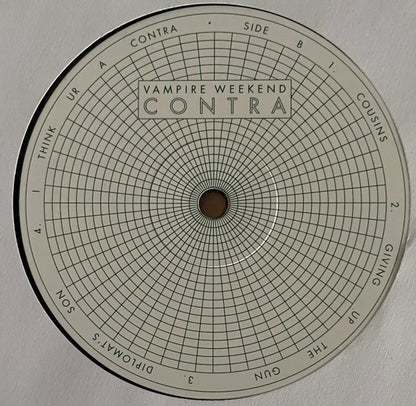 VAMPIRE WEEKEND
CONTRA
SIDE B
1. COUSINS
2. GIVING UP THE GUN
3. DIPLOMAT'S SON
4. I THINK UR A CONTRA